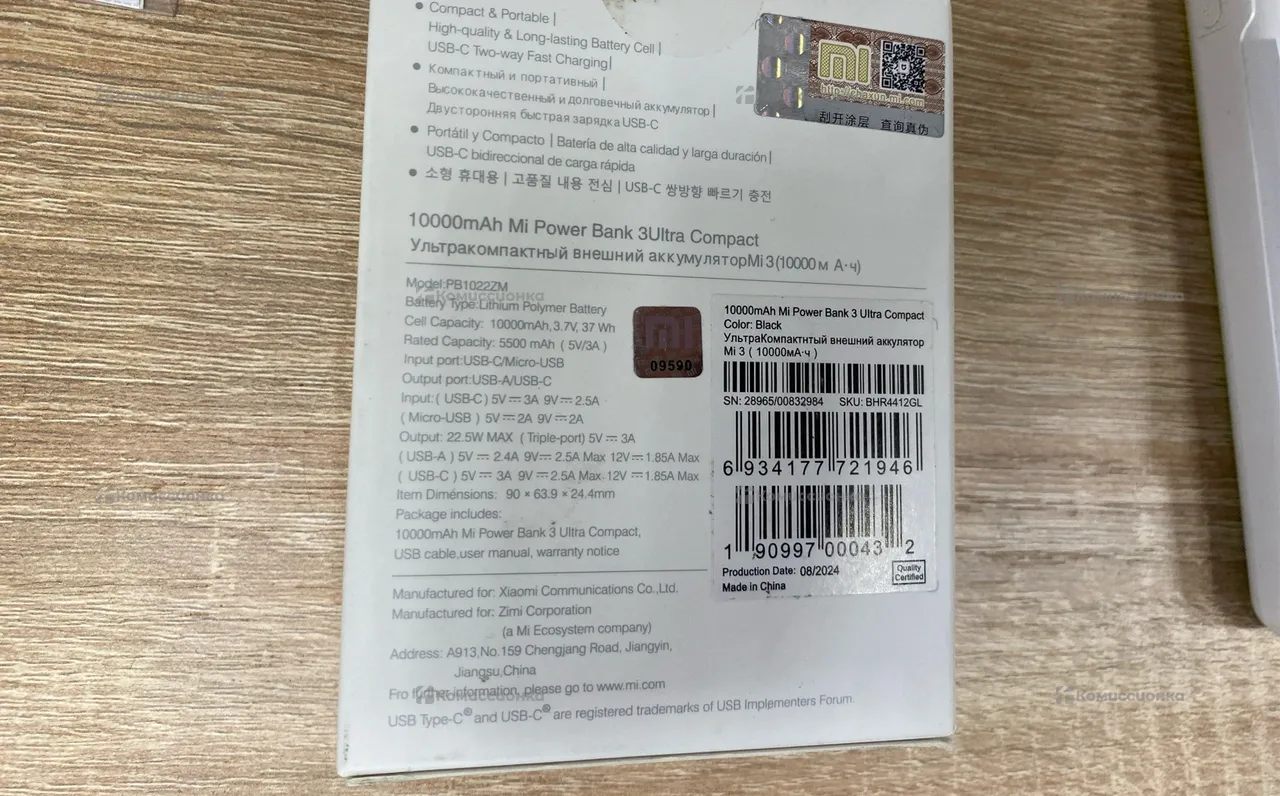 • Compact & Portable |
High-quality & Long-lasting Battery Cell |
USB-C Two-way Fast Charging|
• Компактный и портативный |
Высококачественный и долговечный аккумулятор |
Двусторонняя быстрая зарядка USB-C
• Portátil y Compacto | Batería de alta calidad y larga duración|
USB-C bidireccional de carga rápida
• 소형 휴대용 | 고품질 내용 전심 | USB-C 쌍방향 빠르기 충전
mi
http://chaxun.mi.com
刮开涂层 查询真伪
10000mAh Mi Power Bank 3Ultra Compact
Ультракомпактный внешний аккумуляторMi 3(10000 м А·ч)
Model:PB1022ZM
Battery Type:Lithium Polymer Battery
Cell Capacity: 10000mAh, 3.7V, 37 Wh
Rated Capacity: 5500 mAh ( 5V/3A )
Input port:USB-C/Micro-USB
Output port:USB-A/USB-C
Input:( USB-C ) 5V⎓3A 9V⎓2.5A
( Micro-USB ) 5V⎓2A 9V⎓2A
Output: 22.5W MAX ( Triple-port) 5V⎓3A
( USB-A ) 5V⎓2.4A 9V⎓2.5A Max 12V⎓1.85A Max
( USB-C ) 5V⎓3A 9V⎓2.5A Max 12V⎓1.85A Max
Item Diménsions: 90 × 63.9 × 24.4mm
Package includes:
10000mAh Mi Power Bank 3 Ultra Compact,
USB cable,user manual, warranty notice
mi
09590
10000mAh Mi Power Bank 3 Ultra Compact
Color: Black
УльтраКомпактнтый внешний аккулятор
Mi 3 ( 10000мА·ч )
SN: 28965/00832984 SKU: BHR4412GL
6 934177 721946
1 90997 00043 2
Production Date: 08/2024
Made in China
Quality
Certified
Manufactured for: Xiaomi Communications Co.,Ltd.
Manufactured for: Zimi Corporation
(a Mi Ecosystem company)
Address: A913,No.159 Chengjang Road, Jiangyin,
Jiangsu,China
Fro further information, please go to www.mi.com
USB Type-C® and USB-C® are registered trademarks of USB Implementers Forum.
Комиссионка
Комиссионка
Комиссионка
Комиссионка
Комиссионка